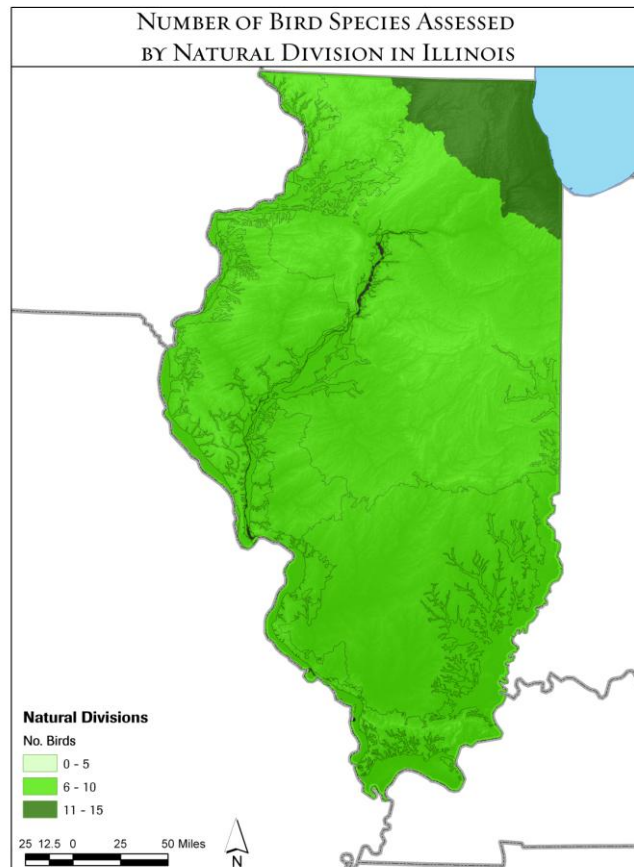 NUMBER OF BIRD SPECIES ASSESSED
BY NATURAL DIVISION IN ILLINOIS
Natural Divisions
No. Birds
0 - 5
6 - 10
11 - 15
25 12.5 0 25 50 Miles
N